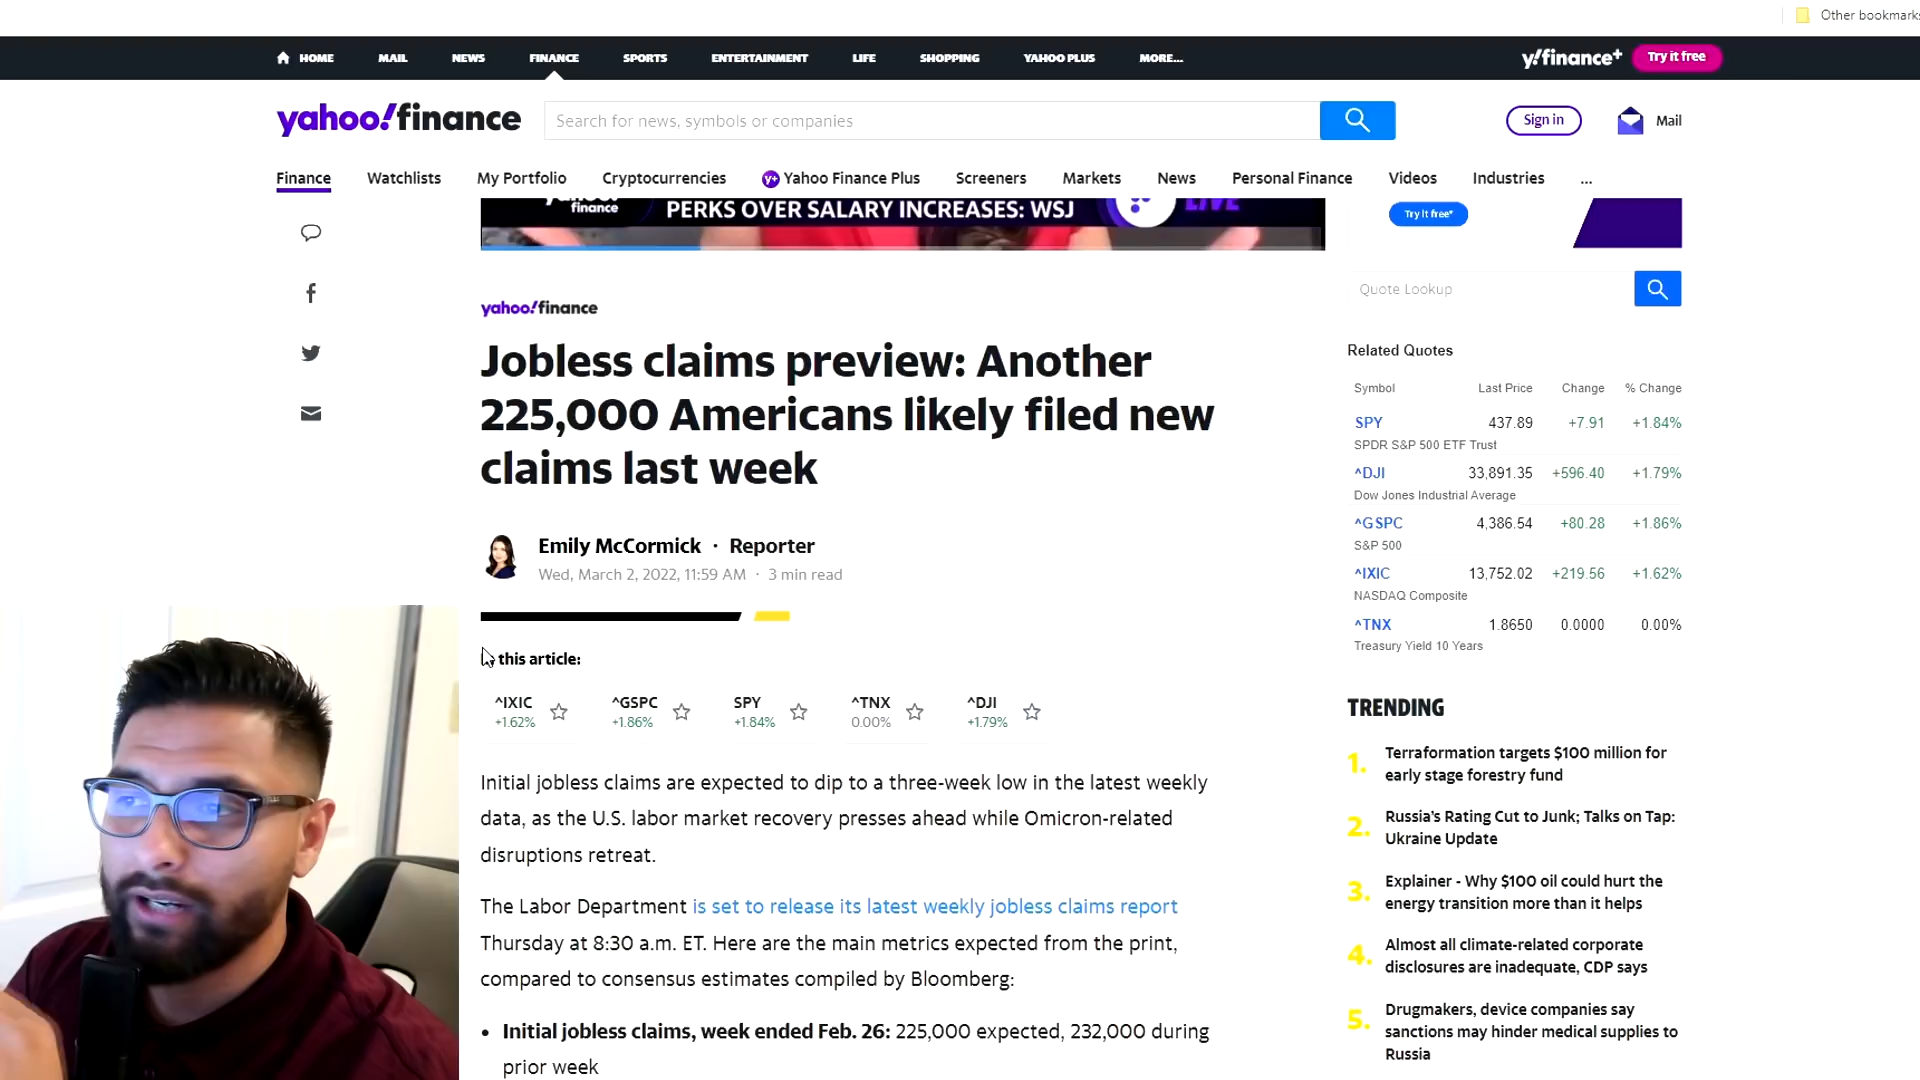 Other bookmarks
HOME MAIL NEWS FINANCE SPORTS ENTERTAINMENT LIFE SHOPPING YAHOO PLUS MORE... y!finance+ Try it free
yahoo!finance Search for news, symbols or companies Sign in Mail
Finance Watchlists My Portfolio Cryptocurrencies y+ Yahoo Finance Plus Screeners Markets News Personal Finance Videos Industries ...
finance PERKS OVER SALARY INCREASES: WSJ LIVE
Try it free*
yahoo!finance
Jobless claims preview: Another
225,000 Americans likely filed new
claims last week
Emily McCormick · Reporter
Wed, March 2, 2022, 11:59 AM · 3 min read
this article:
^IXIC ^GSPC SPY ^TNX ^DJI
+1.62% +1.86% +1.84% 0.00% +1.79%
Initial jobless claims are expected to dip to a three-week low in the latest weekly
data, as the U.S. labor market recovery presses ahead while Omicron-related
disruptions retreat.
The Labor Department is set to release its latest weekly jobless claims report
Thursday at 8:30 a.m. ET. Here are the main metrics expected from the print,
compared to consensus estimates compiled by Bloomberg:
• Initial jobless claims, week ended Feb. 26: 225,000 expected, 232,000 during
prior week
Quote Lookup
Related Quotes
Symbol Last Price Change % Change
SPY 437.89 +7.91 +1.84%
SPDR S&P 500 ETF Trust
^DJI 33,891.35 +596.40 +1.79%
Dow Jones Industrial Average
^GSPC 4,386.54 +80.28 +1.86%
S&P 500
^IXIC 13,752.02 +219.56 +1.62%
NASDAQ Composite
^TNX 1.8650 0.0000 0.00%
Treasury Yield 10 Years
TRENDING
1. Terraformation targets $100 million for
early stage forestry fund
2. Russia's Rating Cut to Junk; Talks on Tap:
Ukraine Update
3. Explainer - Why $100 oil could hurt the
energy transition more than it helps
4. Almost all climate-related corporate
disclosures are inadequate, CDP says
5. Drugmakers, device companies say
sanctions may hinder medical supplies to
Russia